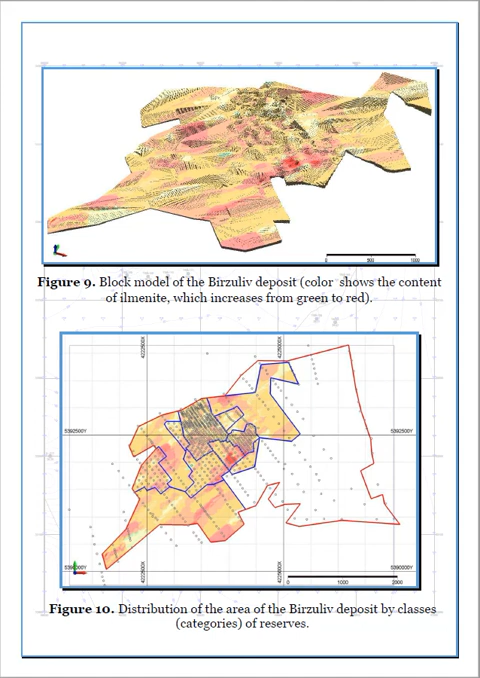 0 500 1000
Figure 9. Block model of the Birzuliv deposit (color shows the content
of ilmenite, which increases from green to red).
5392500Y
5392500Y
5390000Y
0 1000 2000
Figure 10. Distribution of the area of the Birzuliv deposit by classes
(categories) of reserves.